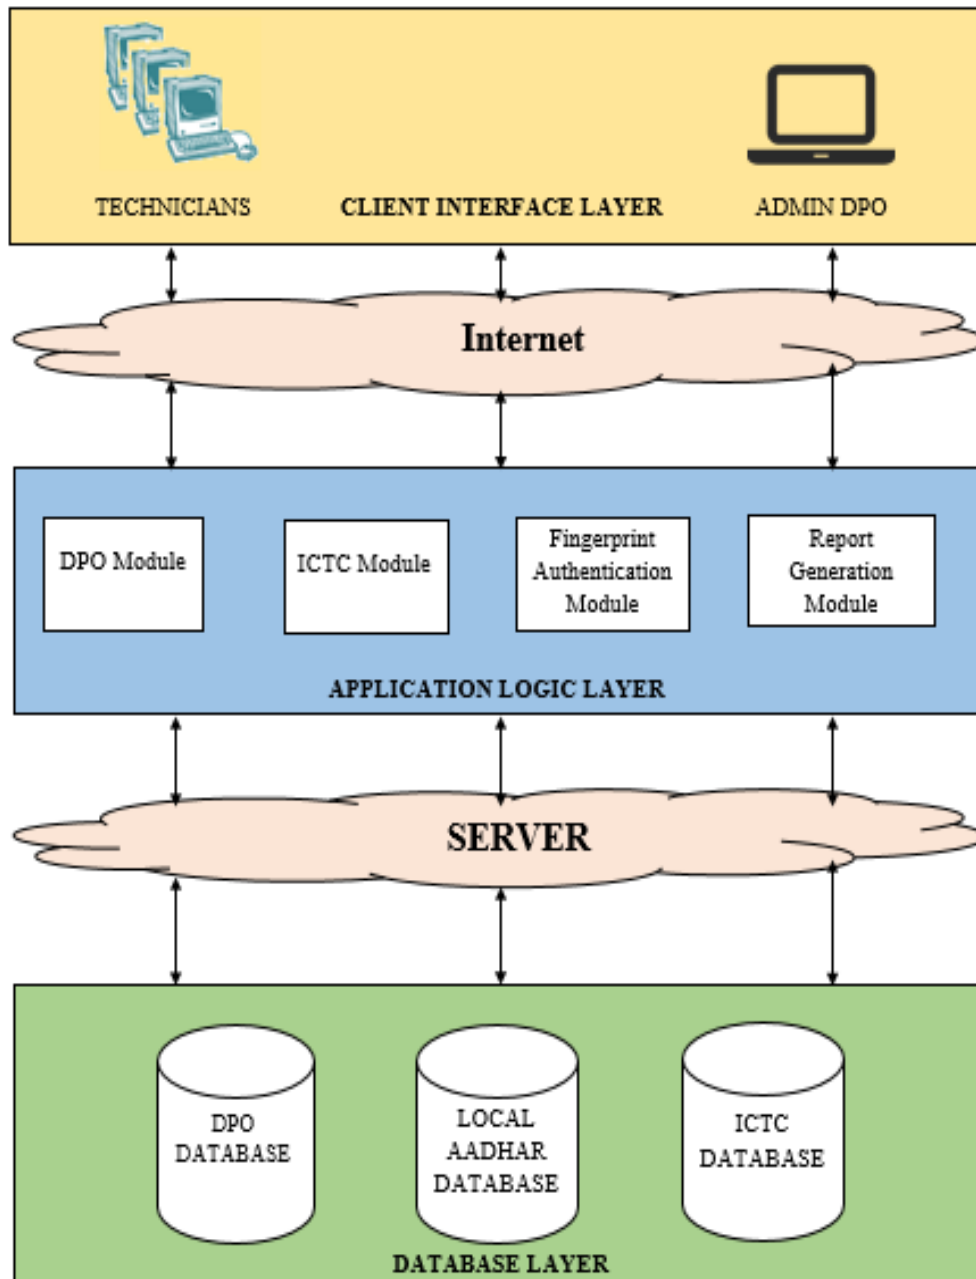 TECHNICIANS
CLIENT INTERFACE LAYER
ADMIN DPO
Internet
DPO Module
ICTC Module
Fingerprint
Authentication
Module
Report
Generation
Module
APPLICATION LOGIC LAYER
SERVER
DPO
DATABASE
LOCAL
AADHAR
DATABASE
ICTC
DATABASE
DATABASE LAYER